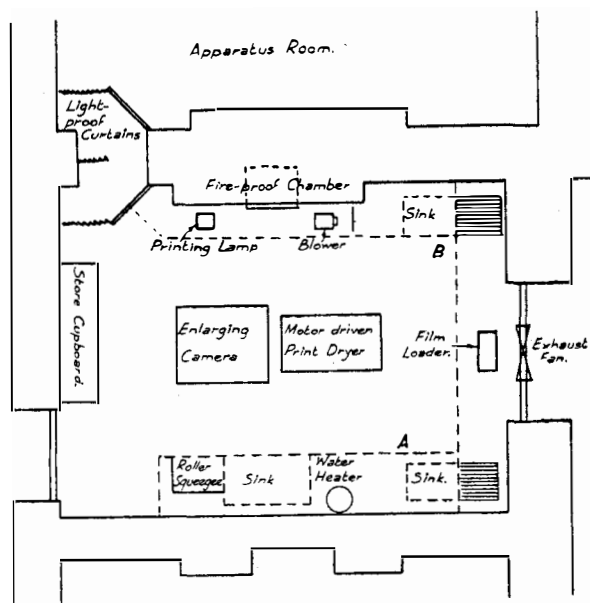 Apparatus Room.
Light-
proof
Curtains
Fire-proof Chamber
Sink
Printing Lamp
Blower
B
Store Cupboard.
Enlarging
Camera
Motor driven
Print Dryer
Film
Loader.
Exhaust
Fan.
A
Roller
Squeegee
Sink
Water
Heater
Sink.